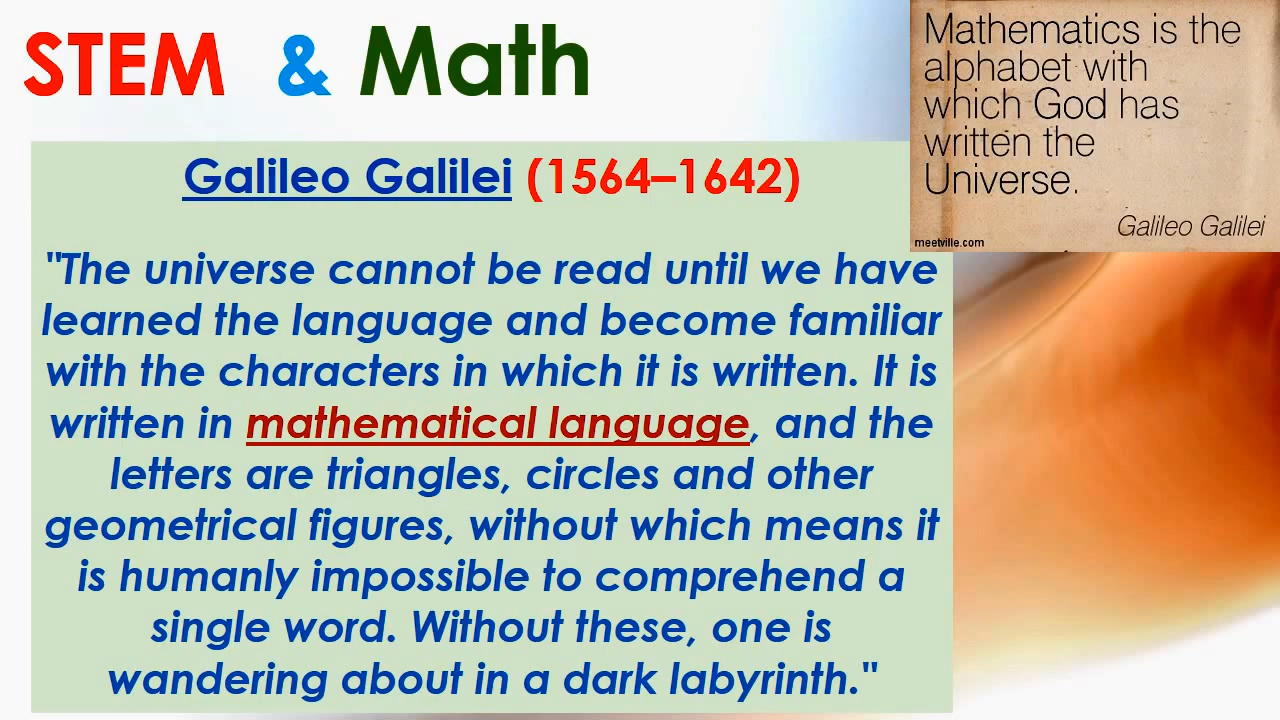 STEM & Math
Mathematics is the
alphabet with
which God has
written the
Universe.
Galileo Galilei
meetville.com
Galileo Galilei (1564–1642)
"The universe cannot be read until we have
learned the language and become familiar
with the characters in which it is written. It is
written in mathematical language, and the
letters are triangles, circles and other
geometrical figures, without which means it
is humanly impossible to comprehend a
single word. Without these, one is
wandering about in a dark labyrinth."